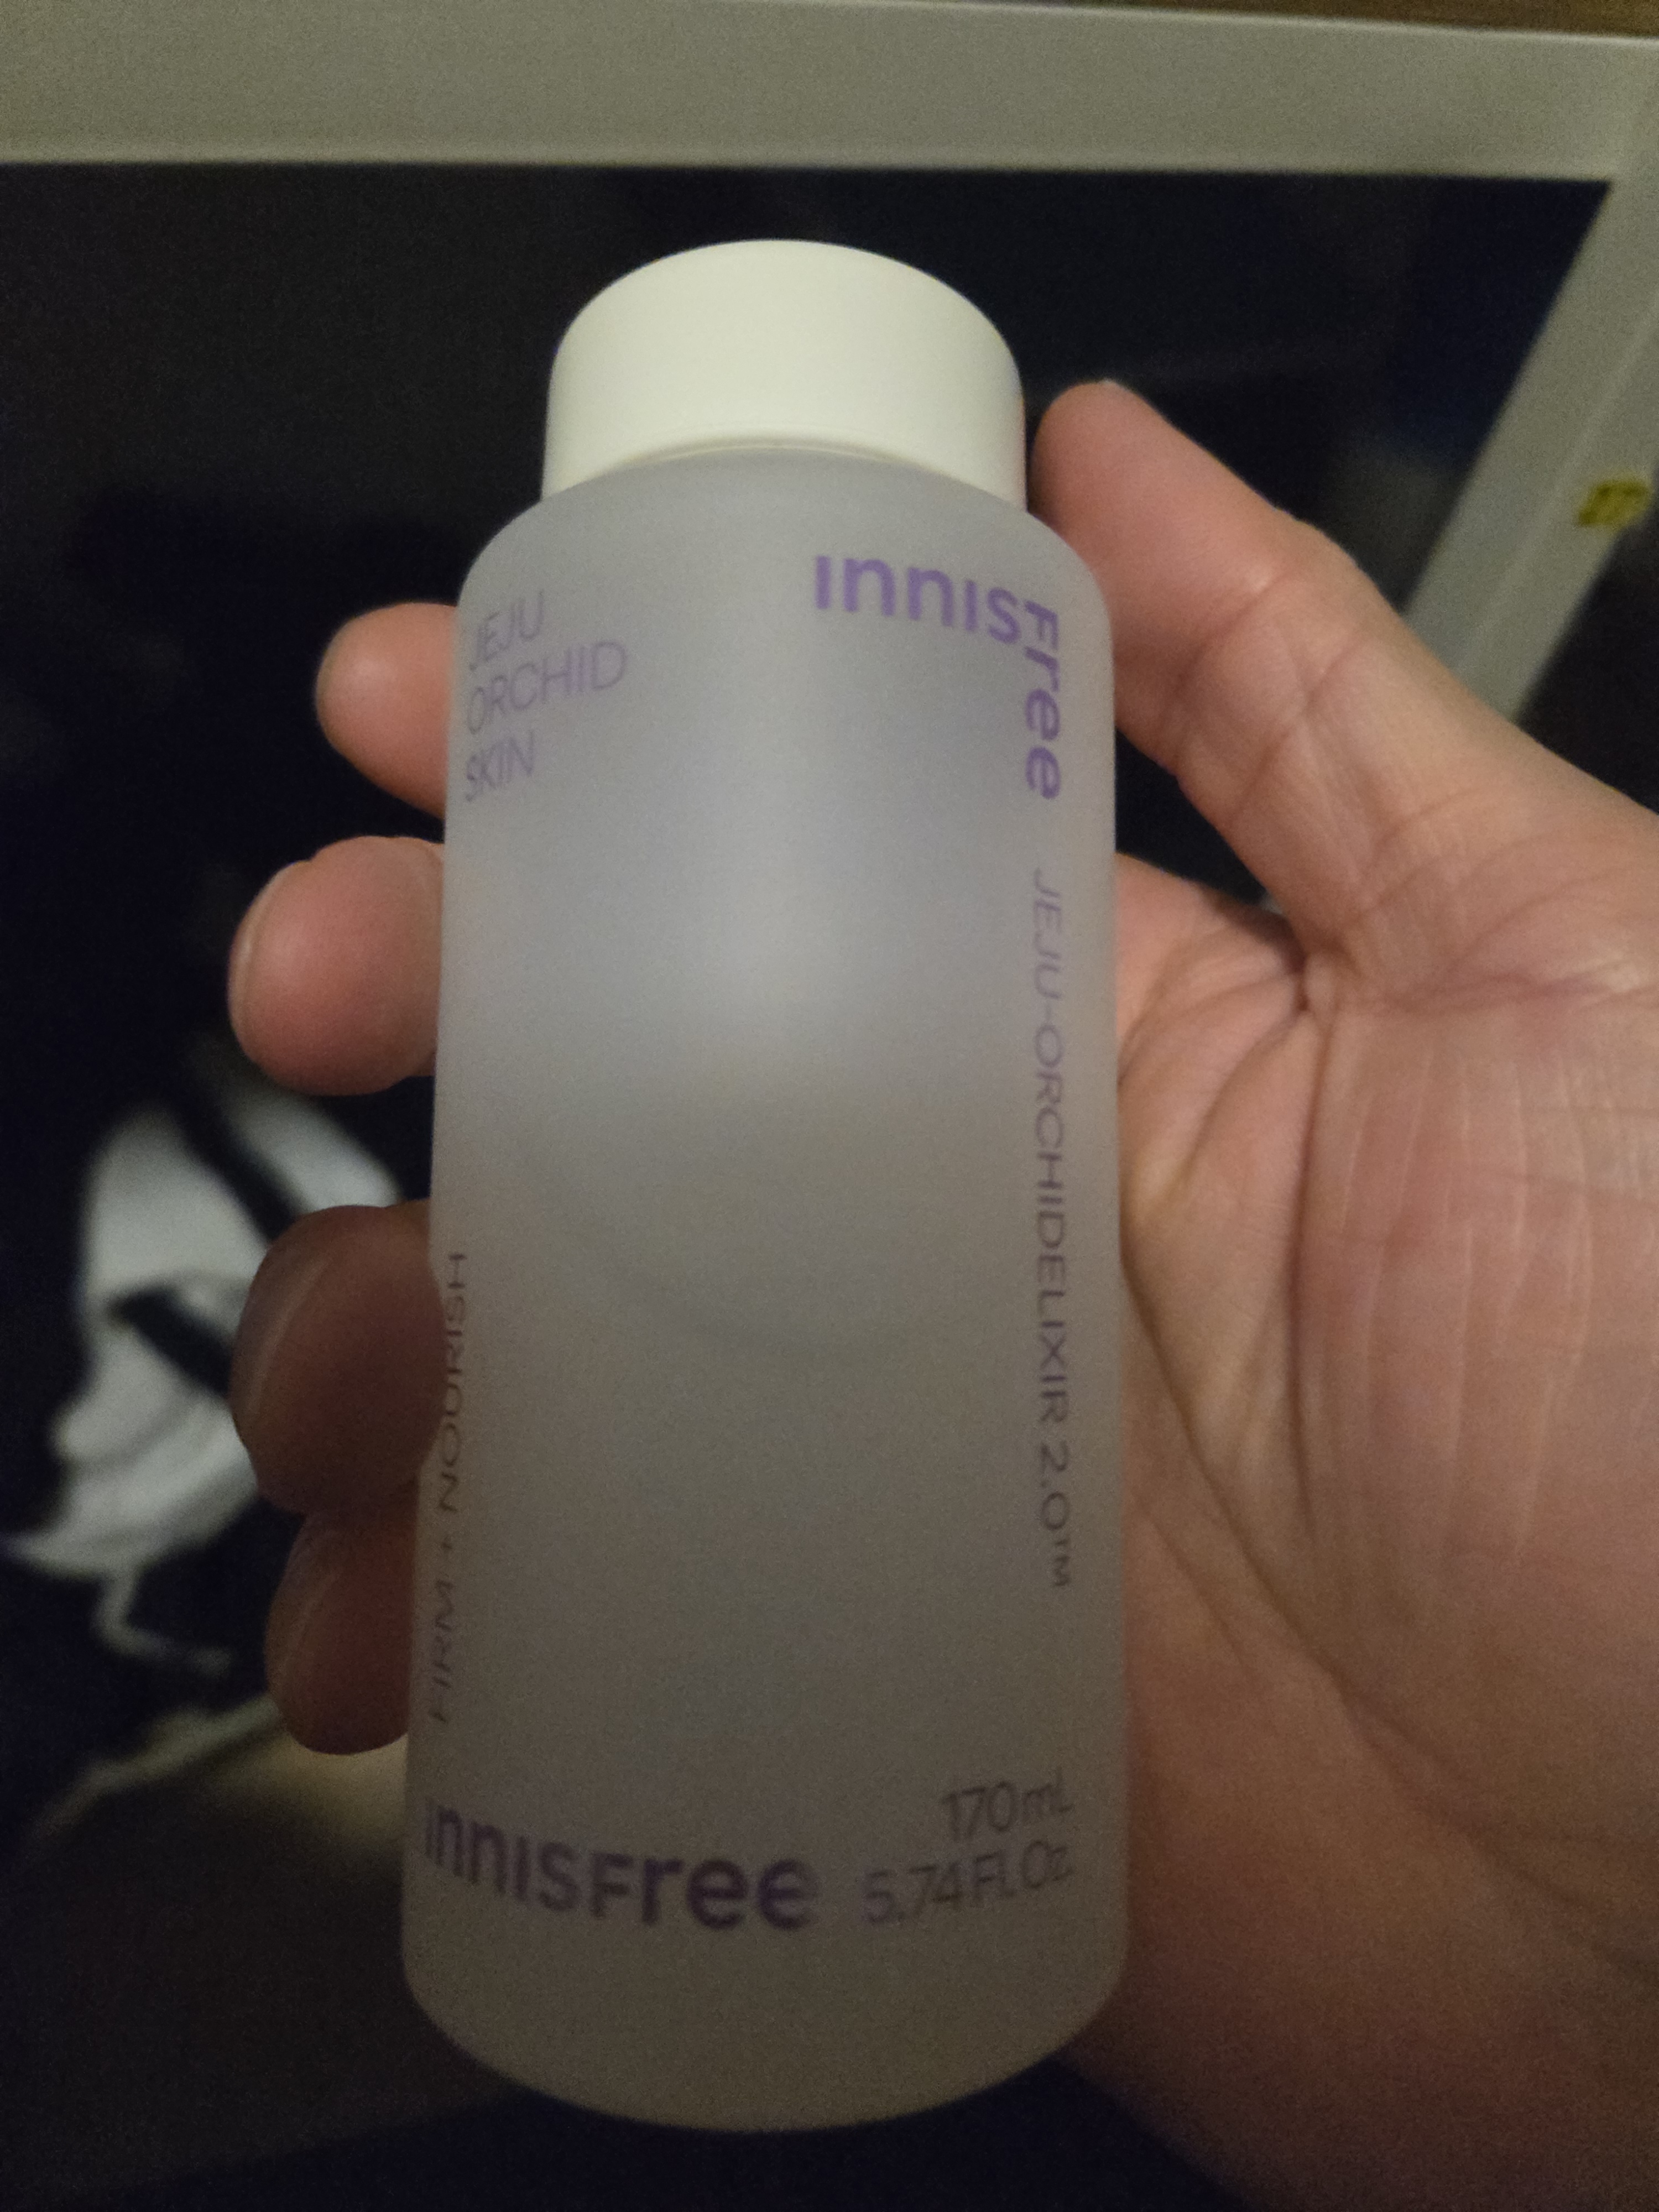 JEJU
ORCHID
SKIN
INNISFree
JEJU-ORCHIDELIXIR 2.0™
FIRM + NOURISH
INNISFree
170mL
5.74 Fl.Oz